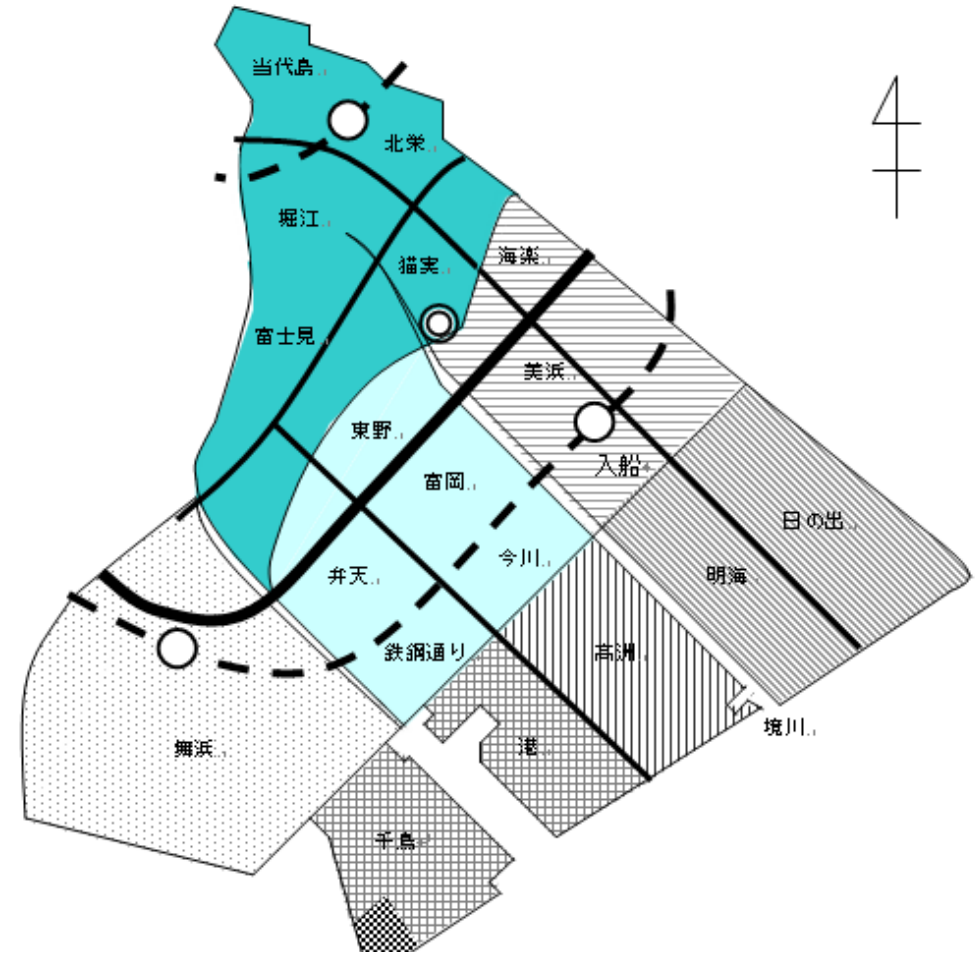 当代島
北栄
堀江
海楽
猫実
富士見
美浜
東野
入船
富岡
日の出
今川
弁天
明海
鉄鋼通り
高洲
境川
舞浜
港
千鳥